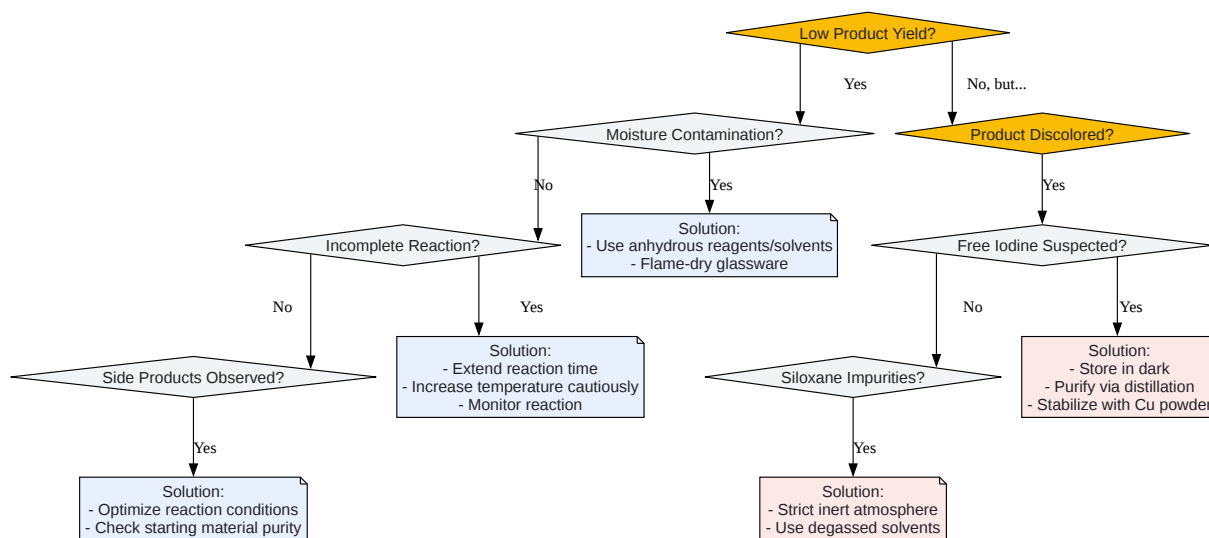 Low Product Yield?
Yes
No, but...
Moisture Contamination?
Product Discolored?
No
Yes
Yes
Solution:
- Use anhydrous reagents/solvents
- Flame-dry glassware
Incomplete Reaction?
Free Iodine Suspected?
No
Yes
No
Yes
Solution:
- Extend reaction time
- Increase temperature cautiously
- Monitor reaction
Solution:
- Store in dark
- Purify via distillation
- Stabilize with Cu powder
Side Products Observed?
Siloxane Impurities?
Yes
Yes
Solution:
- Optimize reaction conditions
- Check starting material purity
Solution:
- Strict inert atmosphere
- Use degassed solvents